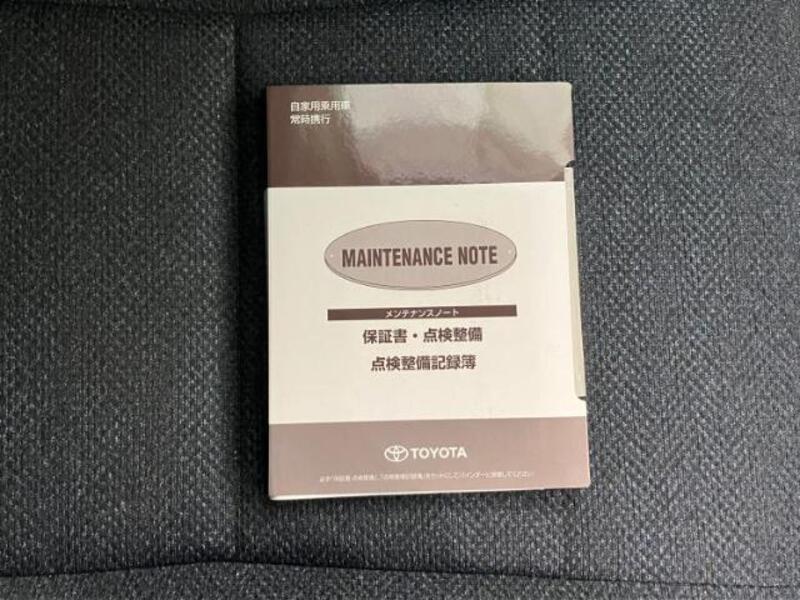 自家用乗用車
常時携行
MAINTENANCE NOTE
メンテナンスノート
保証書・点検整備
点検整備記録簿
TOYOTA